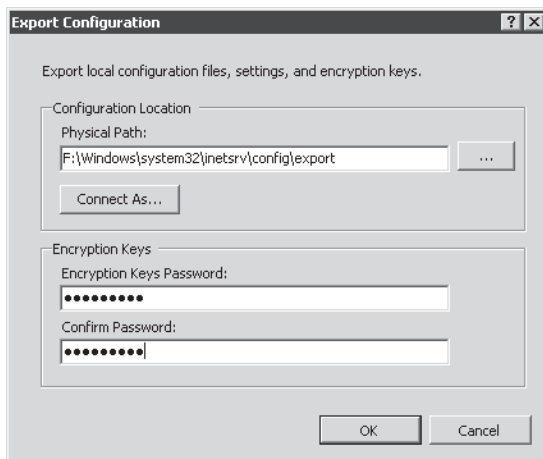 Export Configuration
? X
Export local configuration files, settings, and encryption keys.
Configuration Location
Physical Path:
F:\Windows\system32\inetsrv\config\export
...
Connect As...
Encryption Keys
Encryption Keys Password:
●●●●●●●●●
Confirm Password:
●●●●●●●●●
OK Cancel